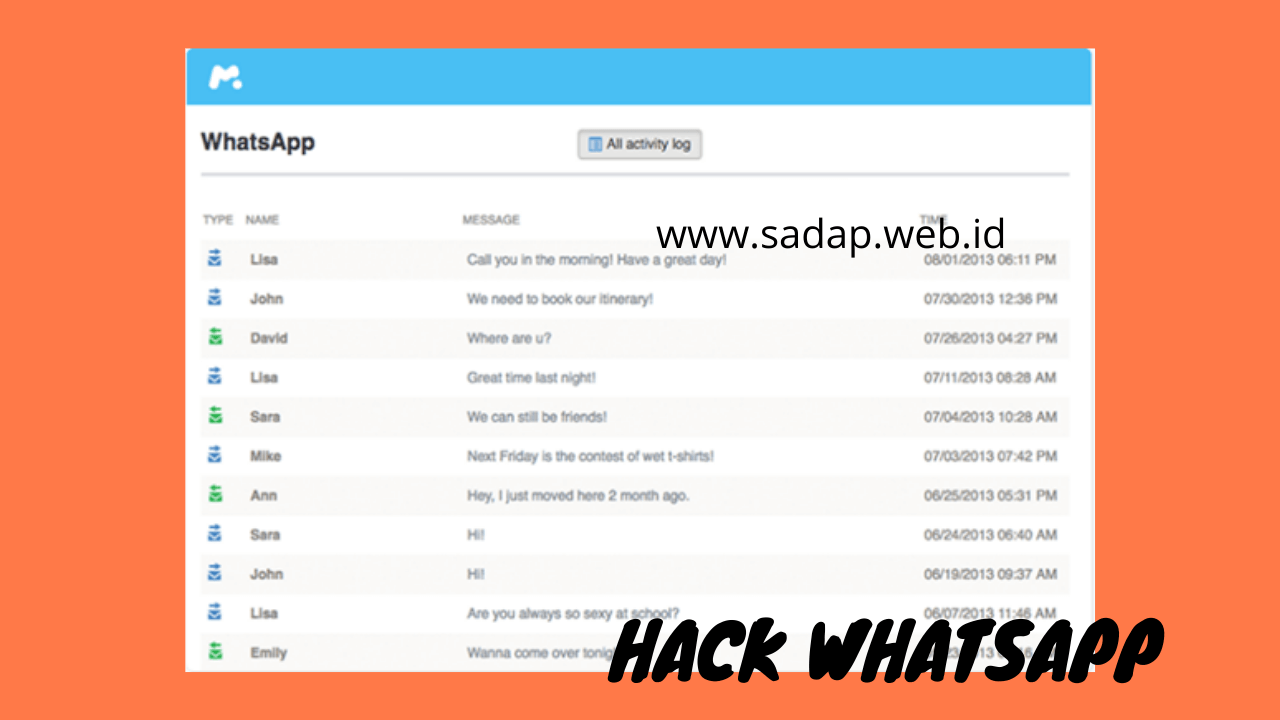 WhatsApp
All activity log
TYPE NAME MESSAGE TIME
www.sadap.web.id
Lisa Call you in the morning! Have a great day! 08/01/2013 06:11 PM
John We need to book our itinerary! 07/30/2013 12:36 PM
David Where are u? 07/26/2013 04:27 PM
Lisa Great time last night! 07/11/2013 08:28 AM
Sara We can still be friends! 07/04/2013 10:28 AM
Mike Next Friday is the contest of wet t-shirts! 07/03/2013 07:42 PM
Ann Hey, I just moved here 2 month ago. 06/25/2013 05:31 PM
Sara Hi! 06/24/2013 06:40 AM
John Hi! 06/19/2013 09:37 AM
Lisa Are you always so sexy at school? 06/07/2013 11:46 AM
Emily Wanna come over
HACK WHATSAPP